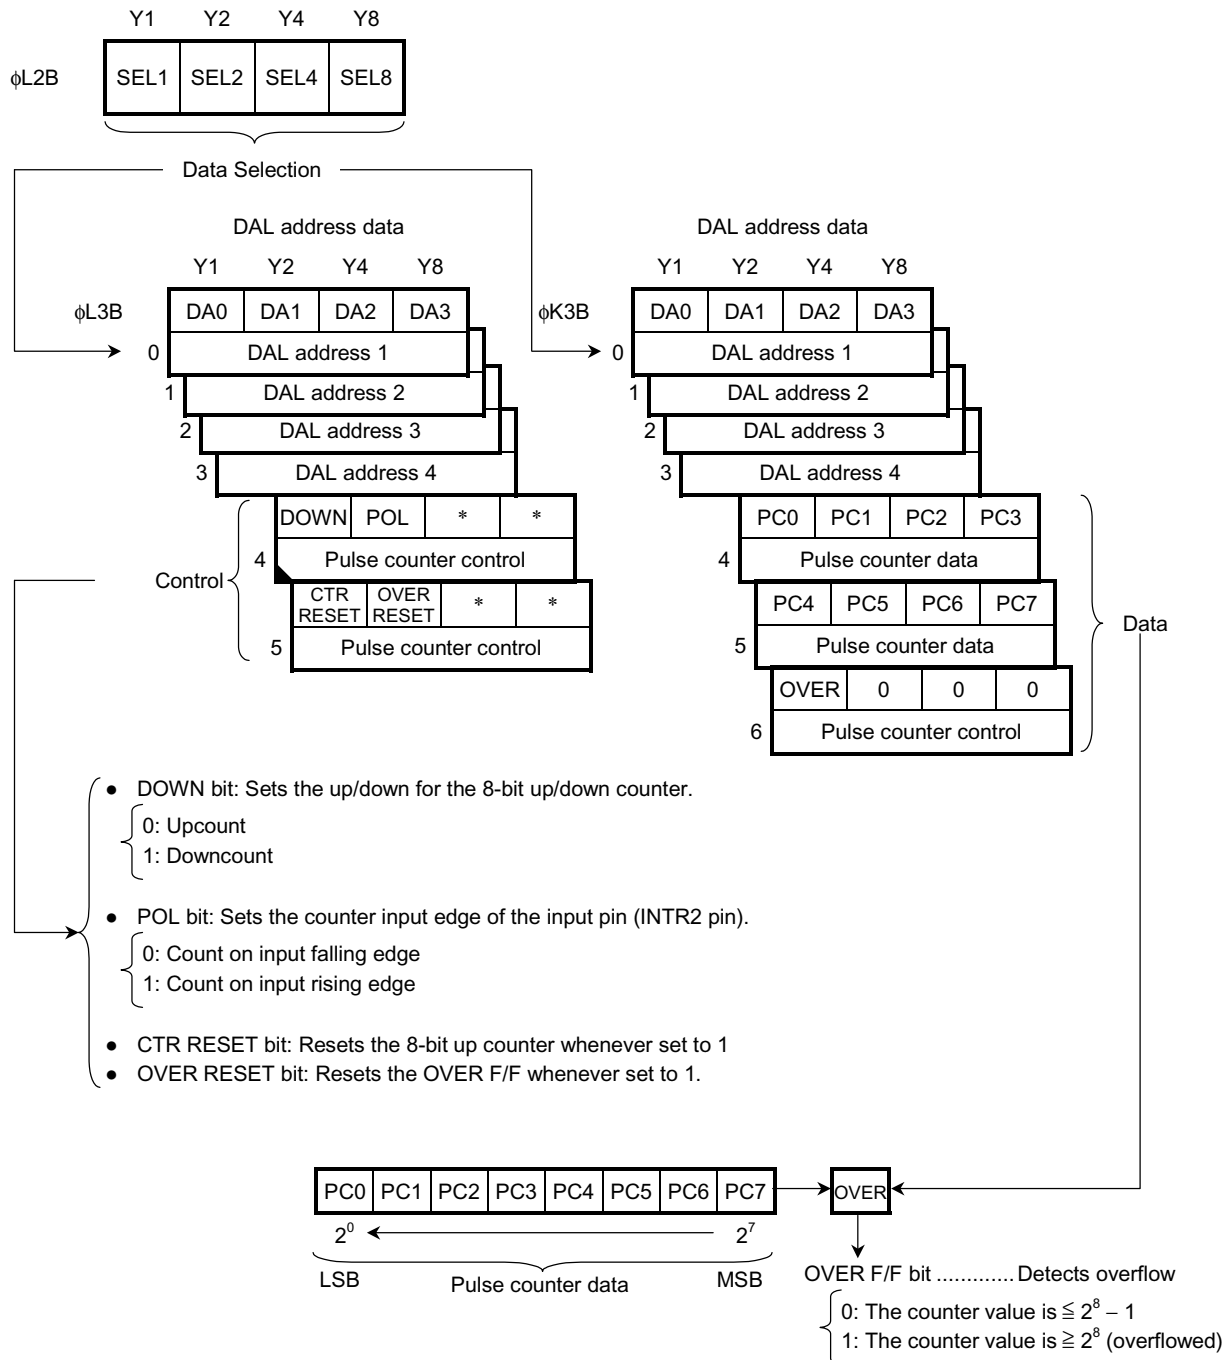 Y1 Y2 Y4 Y8
ϕL2B SEL1 SEL2 SEL4 SEL8
Data Selection
DAL address data DAL address data
Y1 Y2 Y4 Y8 Y1 Y2 Y4 Y8
ϕL3B DA0 DA1 DA2 DA3 ϕK3B DA0 DA1 DA2 DA3
0 DAL address 1 0 DAL address 1
1 DAL address 2 1 DAL address 2
2 DAL address 3 2 DAL address 3
3 DAL address 4 3 DAL address 4
DOWN POL * * PC0 PC1 PC2 PC3
4 Pulse counter control 4 Pulse counter data
Control
CTR RESET OVER RESET * * PC4 PC5 PC6 PC7
5 Pulse counter control 5 Pulse counter data
Data
OVER 0 0 0
6 Pulse counter control
● DOWN bit: Sets the up/down for the 8-bit up/down counter.
0: Upcount
1: Downcount
● POL bit: Sets the counter input edge of the input pin (INTR2 pin).
0: Count on input falling edge
1: Count on input rising edge
● CTR RESET bit: Resets the 8-bit up counter whenever set to 1
● OVER RESET bit: Resets the OVER F/F whenever set to 1.
PC0 PC1 PC2 PC3 PC4 PC5 PC6 PC7 OVER
2⁰ 2⁷
LSB Pulse counter data MSB
OVER F/F bit ............. Detects overflow
0: The counter value is ≦ 2⁸ − 1
1: The counter value is ≧ 2⁸ (overflowed)